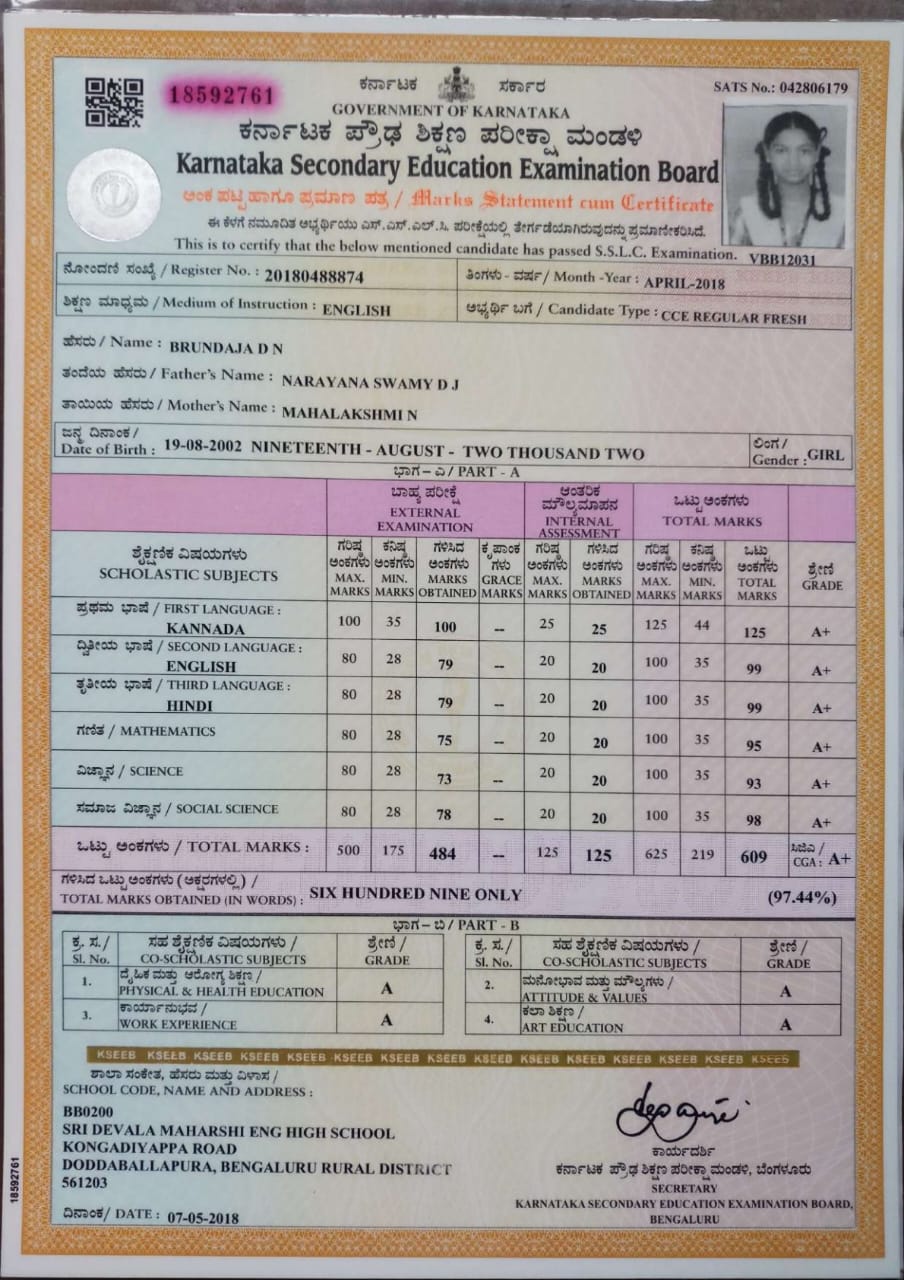 18592761
ಕರ್ನಾಟಕ ಸರ್ಕಾರ
SATS No.: 042806179
GOVERNMENT OF KARNATAKA
ಕರ್ನಾಟಕ ಪ್ರೌಢ ಶಿಕ್ಷಣ ಪರೀಕ್ಷಾ ಮಂಡಳಿ
Karnataka Secondary Education Examination Board
ಅಂಕ ಪಟ್ಟಿ ಹಾಗೂ ಪ್ರಮಾಣ ಪತ್ರ / Marks Statement cum Certificate
ಈ ಕೆಳಗೆ ನಮೂದಿತ ಅಭ್ಯರ್ಥಿಯು ಎಸ್.ಎಸ್.ಎಲ್.ಸಿ. ಪರೀಕ್ಷೆಯಲ್ಲಿ ತೇರ್ಗಡೆಯಾಗಿರುವುದನ್ನು ಪ್ರಮಾಣೀಕರಿಸಿದೆ.
This is to certify that the below mentioned candidate has passed S.S.L.C. Examination. VBB12031
ನೋಂದಣಿ ಸಂಖ್ಯೆ / Register No. : 20180488874 ತಿಂಗಳು - ವರ್ಷ / Month -Year : APRIL-2018
ಶಿಕ್ಷಣ ಮಾಧ್ಯಮ / Medium of Instruction : ENGLISH ಅಭ್ಯರ್ಥಿ ಬಗೆ / Candidate Type : CCE REGULAR FRESH
ಹೆಸರು / Name : BRUNDAJA D N
ತಂದೆಯ ಹೆಸರು / Father's Name : NARAYANA SWAMY D J
ತಾಯಿಯ ಹೆಸರು / Mother's Name : MAHALAKSHMI N
ಜನ್ಮ ದಿನಾಂಕ / ಲಿಂಗ /
Date of Birth : 19-08-2002 NINETEENTH - AUGUST - TWO THOUSAND TWO Gender : GIRL
ಭಾಗ – ಎ / PART - A
ಬಾಹ್ಯ ಪರೀಕ್ಷೆ ಆಂತರಿಕ ಒಟ್ಟು ಅಂಕಗಳು
EXTERNAL ಮೌಲ್ಯಮಾಪನ TOTAL MARKS
EXAMINATION INTERNAL
ASSESSMENT
ಶೈಕ್ಷಣಿಕ ವಿಷಯಗಳು ಗರಿಷ್ಠ ಕನಿಷ್ಠ ಗಳಿಸಿದ ಕೃಪಾಂಕ ಗರಿಷ್ಠ ಗಳಿಸಿದ ಗರಿಷ್ಠ ಕನಿಷ್ಠ ಒಟ್ಟು ಶ್ರೇಣಿ
ಅಂಕಗಳು ಅಂಕಗಳು ಅಂಕಗಳು ಗಳು ಅಂಕಗಳು ಅಂಕಗಳು ಅಂಕಗಳು ಅಂಕಗಳು ಅಂಕಗಳು
SCHOLASTIC SUBJECTS MAX. MIN. MARKS GRACE MAX. MARKS MAX. MIN. TOTAL GRADE
MARKS MARKS OBTAINED MARKS MARKS OBTAINED MARKS MARKS MARKS
ಪ್ರಥಮ ಭಾಷೆ / FIRST LANGUAGE :
KANNADA 100 35 100 -- 25 25 125 44 125 A+
ದ್ವಿತೀಯ ಭಾಷೆ / SECOND LANGUAGE :
ENGLISH 80 28 79 -- 20 20 100 35 99 A+
ತೃತೀಯ ಭಾಷೆ / THIRD LANGUAGE :
HINDI 80 28 79 -- 20 20 100 35 99 A+
ಗಣಿತ / MATHEMATICS 80 28 75 -- 20 20 100 35 95 A+
ವಿಜ್ಞಾನ / SCIENCE 80 28 73 -- 20 20 100 35 93 A+
ಸಮಾಜ ವಿಜ್ಞಾನ / SOCIAL SCIENCE 80 28 78 -- 20 20 100 35 98 A+
ಒಟ್ಟು ಅಂಕಗಳು / TOTAL MARKS : 500 175 484 -- 125 125 625 219 609 ಸಿಜಿಎ / CGA : A+
ಗಳಿಸಿದ ಒಟ್ಟು ಅಂಕಗಳು (ಅಕ್ಷರಗಳಲ್ಲಿ) /
TOTAL MARKS OBTAINED (IN WORDS) : SIX HUNDRED NINE ONLY (97.44%)
ಭಾಗ – ಬಿ / PART - B
ಕ್ರ. ಸ. / ಸಹ ಶೈಕ್ಷಣಿಕ ವಿಷಯಗಳು / ಶ್ರೇಣಿ / ಕ್ರ. ಸ. / ಸಹ ಶೈಕ್ಷಣಿಕ ವಿಷಯಗಳು / ಶ್ರೇಣಿ /
Sl. No. CO-SCHOLASTIC SUBJECTS GRADE Sl. No. CO-SCHOLASTIC SUBJECTS GRADE
1. ದೈಹಿಕ ಮತ್ತು ಆರೋಗ್ಯ ಶಿಕ್ಷಣ / 2. ಮನೋಭಾವ ಮತ್ತು ಮೌಲ್ಯಗಳು /
PHYSICAL & HEALTH EDUCATION A ATTITUDE & VALUES A
3. ಕಾರ್ಯಾನುಭವ / 4. ಕಲಾ ಶಿಕ್ಷಣ /
WORK EXPERIENCE A ART EDUCATION A
KSEEB KSEEB KSEEB KSEEB KSEEB KSEEB KSEEB KSEEB KSEEB KSEEB KSEEB KSEEB KSEEB KSEEB KSEEB
ಶಾಲಾ ಸಂಕೇತ, ಹೆಸರು ಮತ್ತು ವಿಳಾಸ /
SCHOOL CODE, NAME AND ADDRESS :
BB0200
SRI DEVALA MAHARSHI ENG HIGH SCHOOL
KONGADIYAPPA ROAD
DODDABALLAPURA, BENGALURU RURAL DISTRICT
561203
ದಿನಾಂಕ/ DATE : 07-05-2018
ಕಾರ್ಯದರ್ಶಿ
ಕರ್ನಾಟಕ ಪ್ರೌಢ ಶಿಕ್ಷಣ ಪರೀಕ್ಷಾ ಮಂಡಳಿ, ಬೆಂಗಳೂರು
SECRETARY
KARNATAKA SECONDARY EDUCATION EXAMINATION BOARD,
BENGALURU
18592761